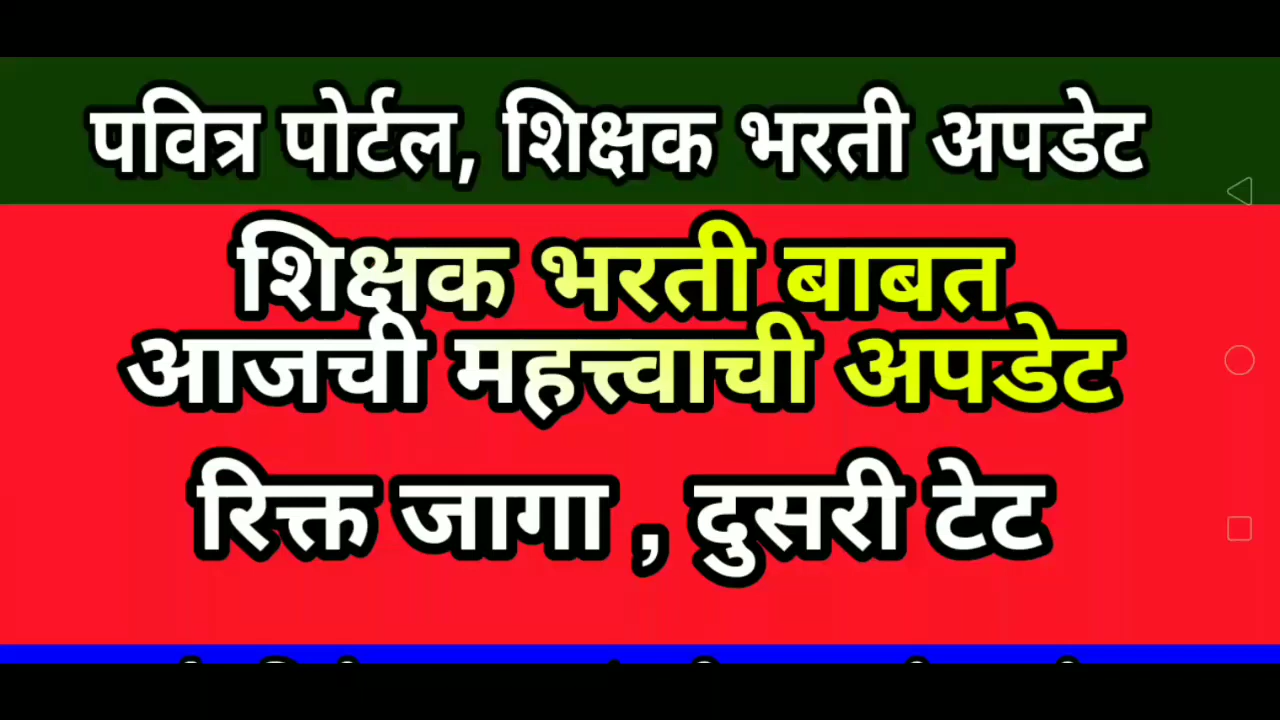 पवित्र पोर्टल, शिक्षक भरती अपडेट
शिक्षक भरती बाबत
आजची महत्त्वाची अपडेट
रिक्त जागा , दुसरी टेट